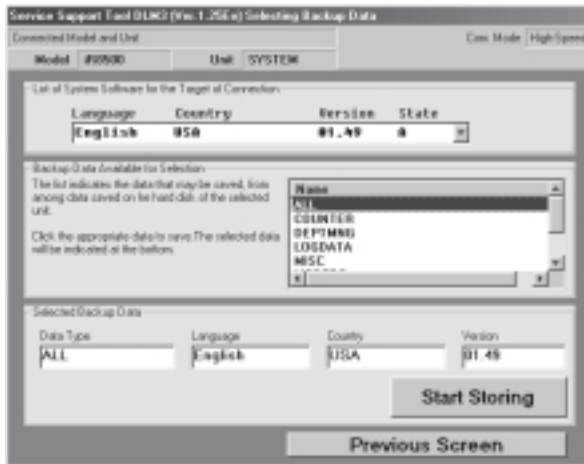 Service Support Tool DLM3 (Ver.1.25Ee) Selecting Backup Data
Connected Model and Unit
Com. Mode High Speed
Model Unit SYSTEM
List of System Software for the Target of Connection
Language Country Version State
English USA 01.49 A
Backup Data Available for Selection
The list indicates the data that may be saved, from
among data saved on he hard disk of the selected
unit.
Click the appropriate data to save.The selected data
will be indicated at the bottom.
Name
ALL
COUNTER
DEPTMNG
LOGDATA
MISC
Selected Backup Data
Data Type Language Country Version
ALL English USA 01.49
Start Storing
Previous Screen